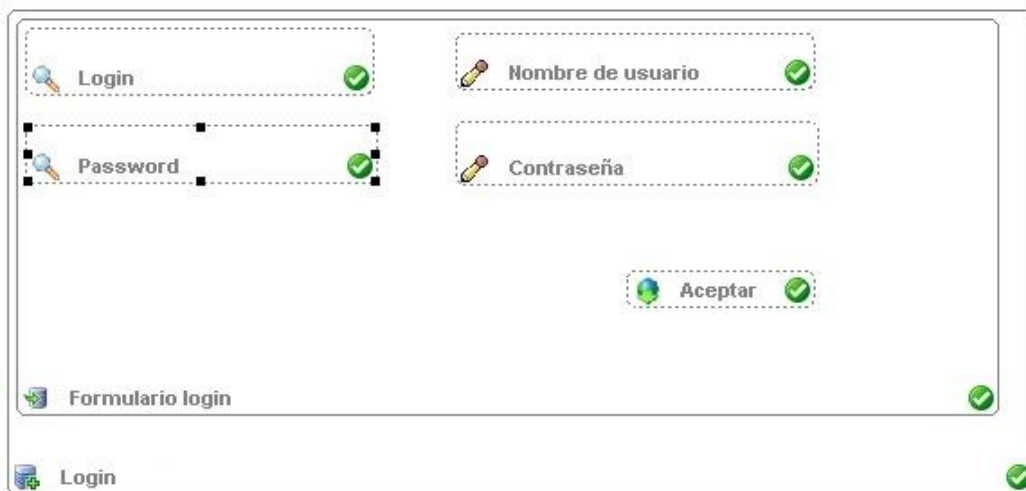 Login
Nombre de usuario
Password
Contraseña
Aceptar
Formulario login
Login